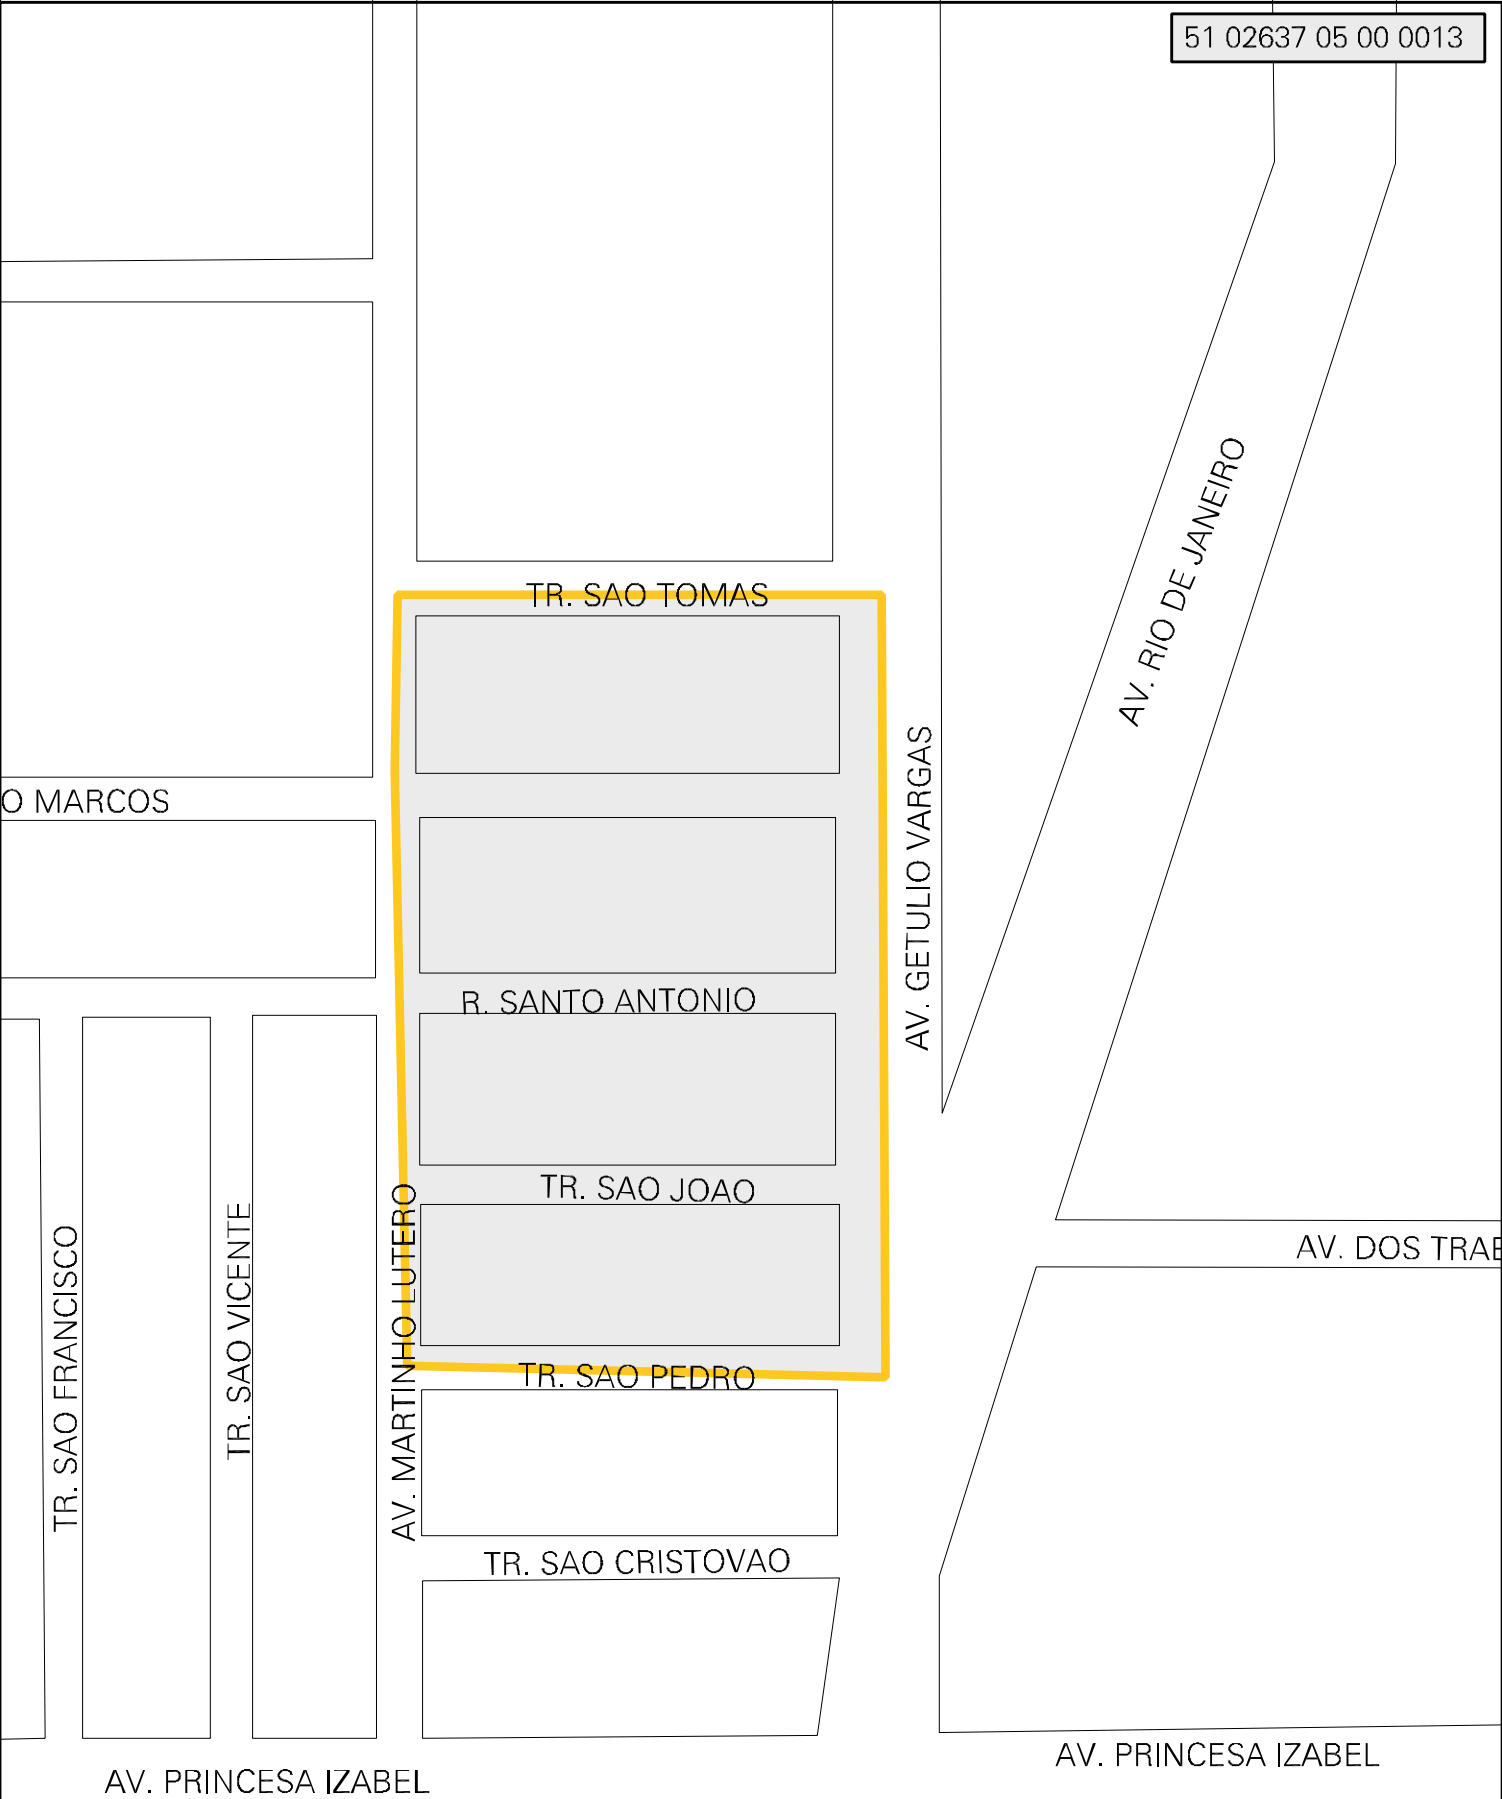 51 02637 05 00 0013
AV. RIO DE JANEIRO
TR. SAO TOMAS
AV. GETULIO VARGAS
O MARCOS
R. SANTO ANTONIO
TR. SAO JOAO
AV. MARTINHO LUTERO
TR. SAO VICENTE
TR. SAO FRANCISCO
AV. DOS TRAB
TR. SAO PEDRO
TR. SAO CRISTOVAO
AV. PRINCESA IZABEL
AV. PRINCESA IZABEL